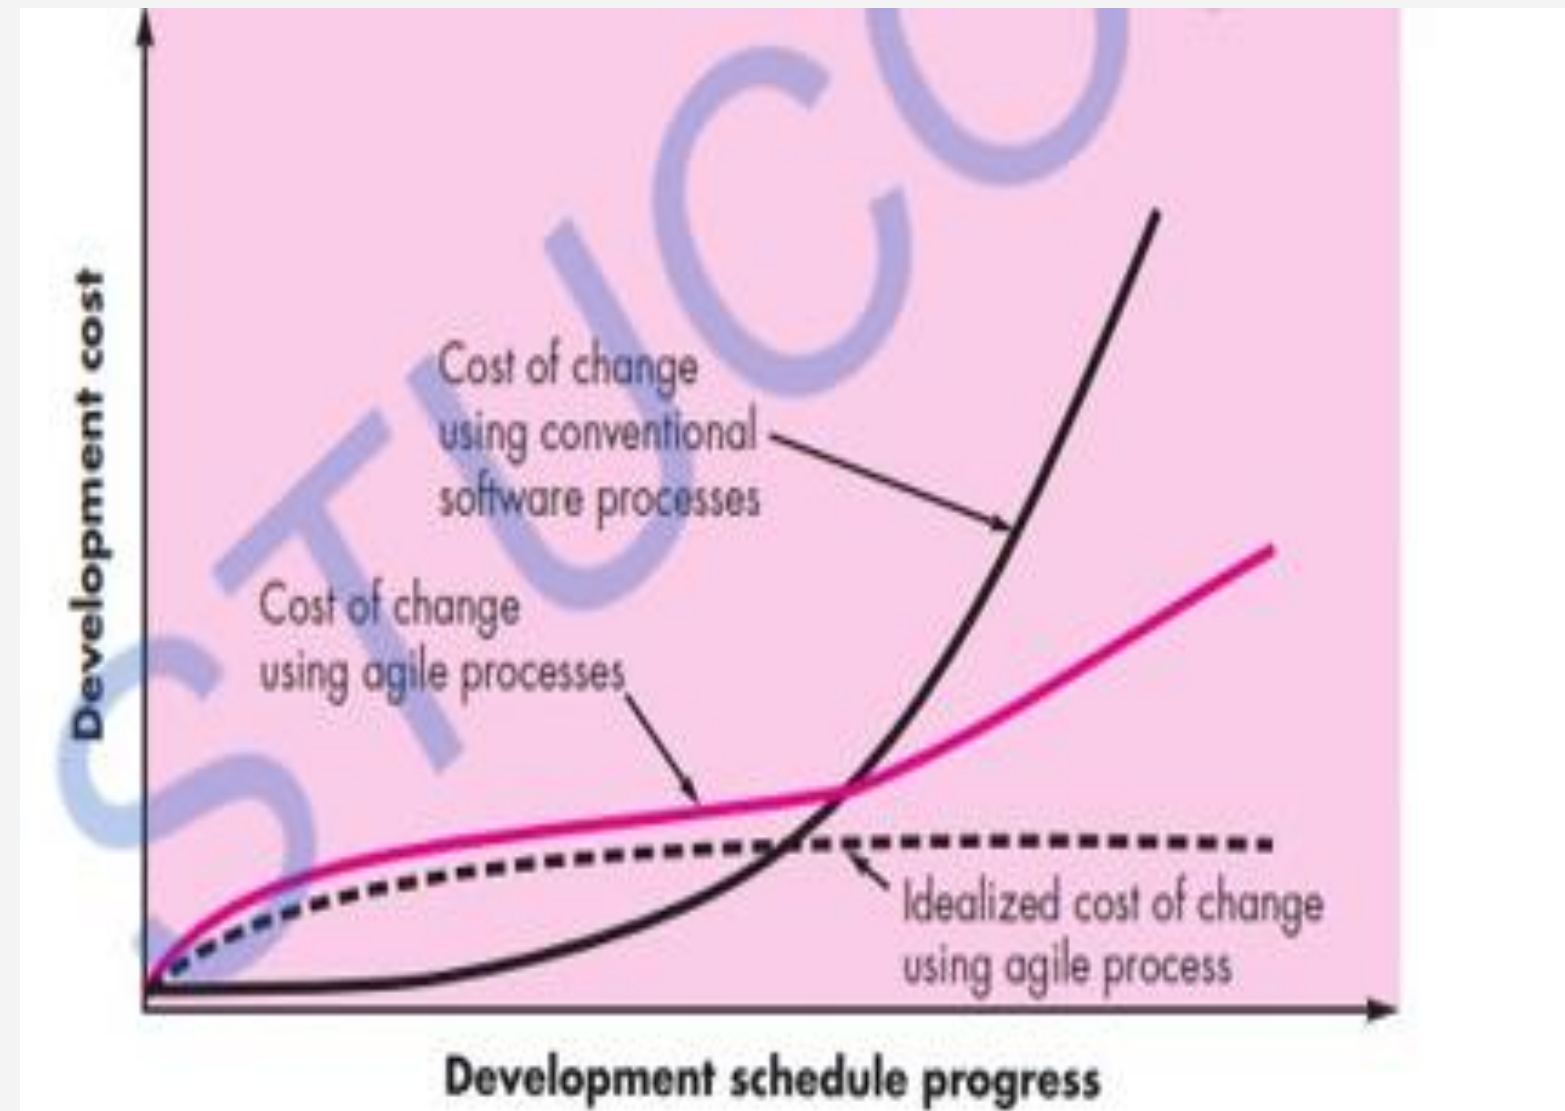 Development cost
Cost of change
using conventional
software processes
Cost of change
using agile processes
Idealized cost of change
using agile process
Development schedule progress
STUCO